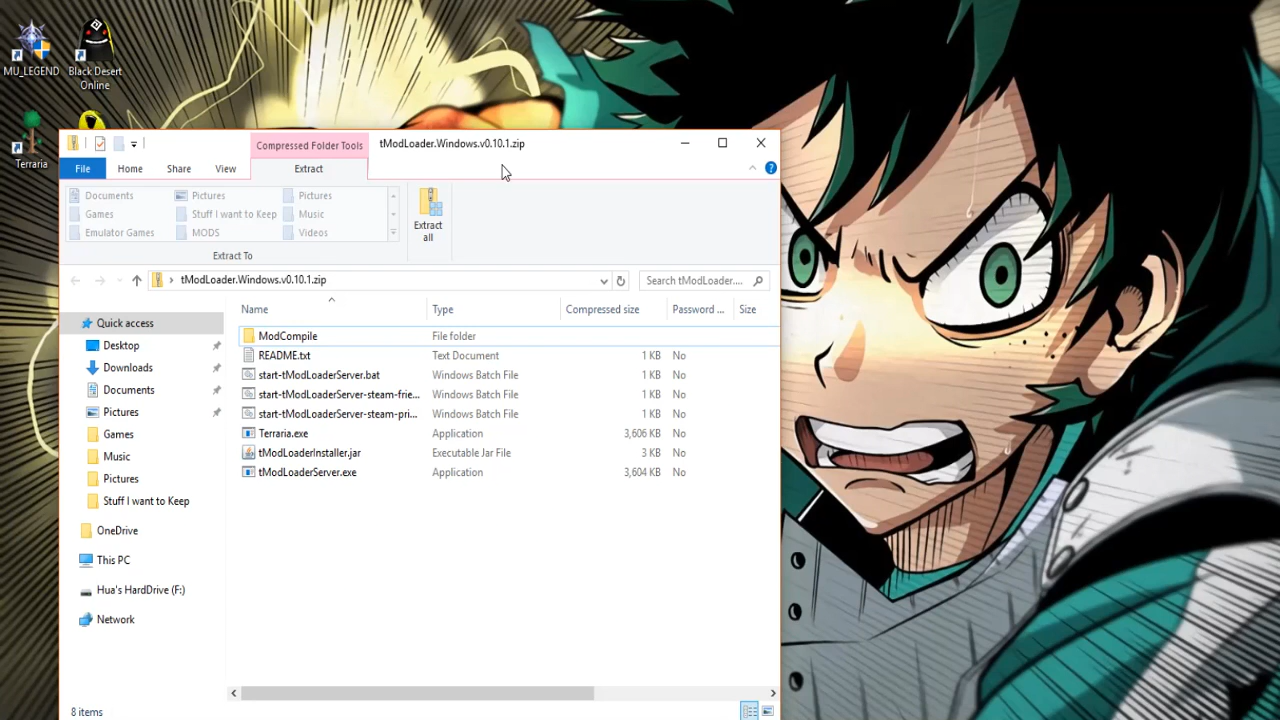 MU_LEGEND
Black Desert
Online
Terraria
Compressed Folder Tools
tModLoader.Windows.v0.10.1.zip
File
Home
Share
View
Extract
Documents
Pictures
Pictures
Games
Stuff I want to Keep
Music
Emulator Games
MODS
Videos
Extract To
Extract
all
tModLoader.Windows.v0.10.1.zip
Search tModLoader....
Name
Type
Compressed size
Password ...
Size
Quick access
Desktop
Downloads
Documents
Pictures
Games
Music
Pictures
Stuff I want to Keep
OneDrive
This PC
Hua's HardDrive (F:)
Network
ModCompile File folder
README.txt Text Document 1 KB No
start-tModLoaderServer.bat Windows Batch File 1 KB No
start-tModLoaderServer-steam-frie... Windows Batch File 1 KB No
start-tModLoaderServer-steam-pri... Windows Batch File 1 KB No
Terraria.exe Application 3,606 KB No
tModLoaderInstaller.jar Executable Jar File 3 KB No
tModLoaderServer.exe Application 3,604 KB No
8 items